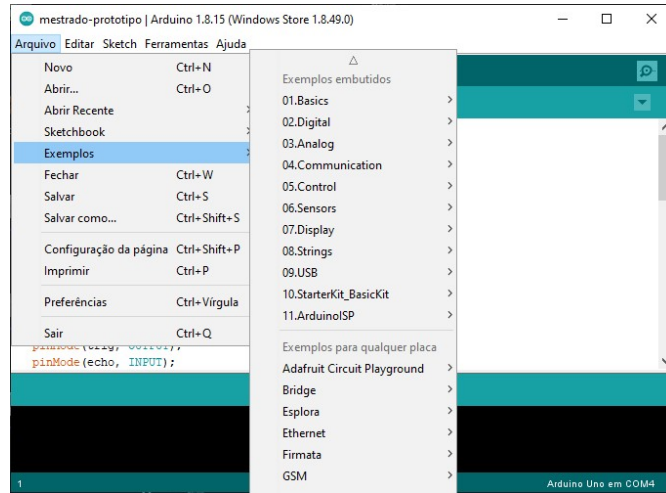 mestrado-prototipo | Arduino 1.8.15 (Windows Store 1.8.49.0)
Arquivo Editar Sketch Ferramentas Ajuda
Novo Ctrl+N
Abrir... Ctrl+O
Abrir Recente
Sketchbook
Exemplos
Fechar Ctrl+W
Salvar Ctrl+S
Salvar como... Ctrl+Shift+S
Configuração da página Ctrl+Shift+P
Imprimir Ctrl+P
Preferências Ctrl+Vírgula
Sair Ctrl+Q
Exemplos embutidos
01.Basics
02.Digital
03.Analog
04.Communication
05.Control
06.Sensors
07.Display
08.Strings
09.USB
10.StarterKit_BasicKit
11.ArduinoISP
Exemplos para qualquer placa
Adafruit Circuit Playground
Bridge
Esplora
Ethernet
Firmata
GSM
pinMode(trig, OUTPUT);
pinMode(echo, INPUT);
1 Arduino Uno em COM4